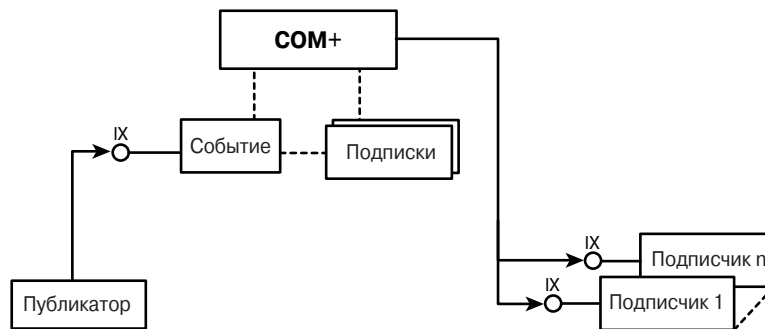 COM+
IX
Событие
Подписки
IX
Подписчик n
IX
Подписчик 1
Публикатор